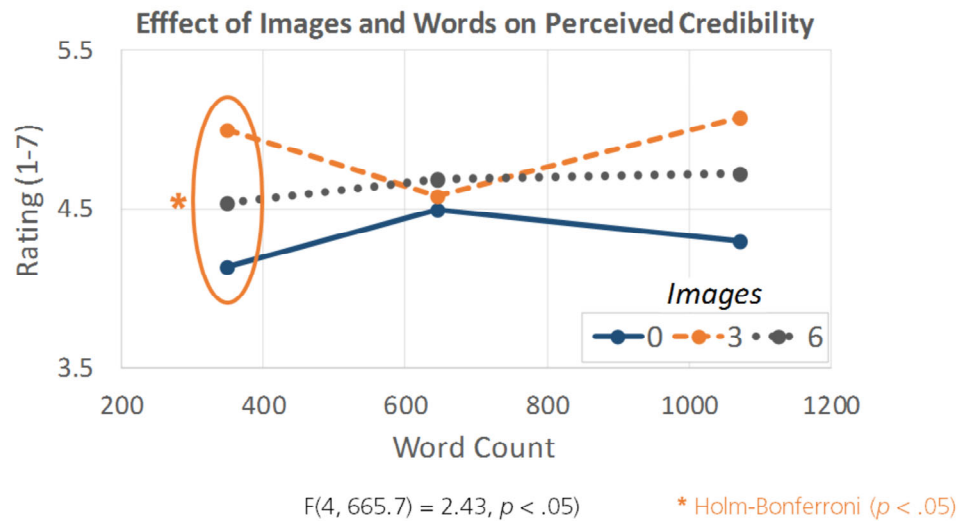 Efffect of Images and Words on Perceived Credibility
5.5
4.5
3.5
Rating (1-7)
*
Images
0 3 6
200 400 600 800 1000 1200
Word Count
F(4, 665.7) = 2.43, p < .05)
* Holm-Bonferroni (p < .05)